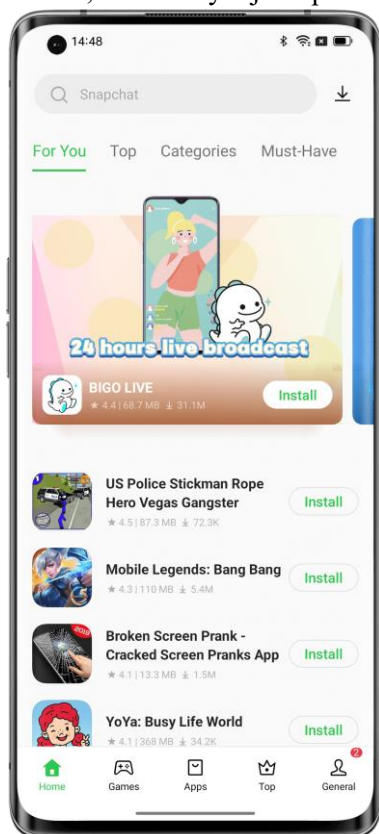 14:48
Snapchat
For You Top Categories Must-Have
24 hours live broadcast
BIGO LIVE
★ 4.4 | 68.7 MB ⤓ 31.1M
Install
US Police Stickman Rope
Hero Vegas Gangster
★ 4.5 | 87.3 MB ⤓ 72.3K
Install
Mobile Legends: Bang Bang
★ 4.3 | 110 MB ⤓ 5.4M
Install
2019
Broken Screen Prank -
Cracked Screen Pranks App
★ 4.1 | 13.3 MB ⤓ 1.5M
Install
YoYa: Busy Life World
★ 4.1 | 368 MB ⤓ 34.2K
Install
2
Home Games Apps Top General